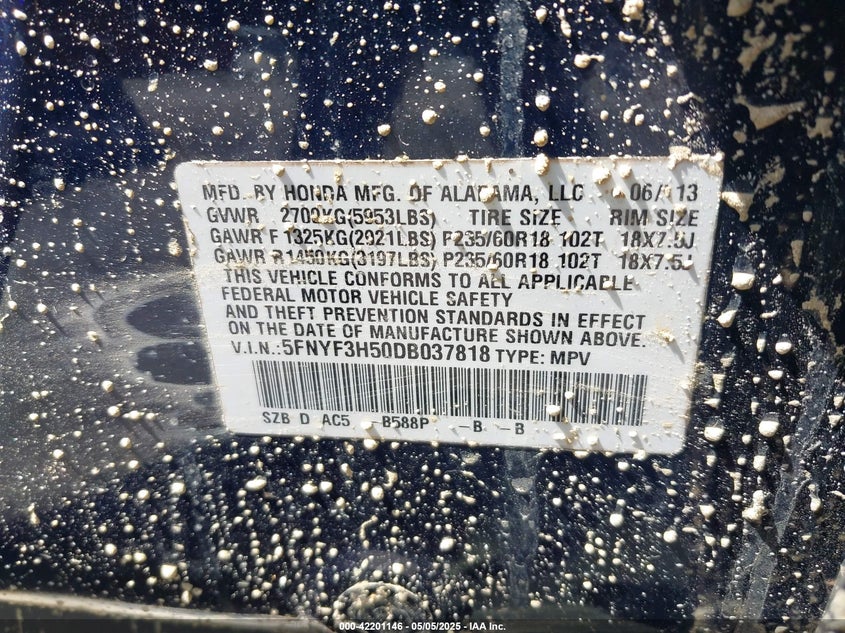 MFD. BY HONDA MFG. OF ALABAMA, LLC 06/13
GVWR 2700KG(5953LBS) TIRE SIZE RIM SIZE
GAWR F 1325KG(2921LBS) P235/60R18 102T 18X7.5J
GAWR R1450KG(3197LBS) P235/60R18 102T 18X7.5J
THIS VEHICLE CONFORMS TO ALL APPLICABLE
FEDERAL MOTOR VEHICLE SAFETY
AND THEFT PREVENTION STANDARDS IN EFFECT
ON THE DATE OF MANUFACTURE SHOWN ABOVE.
V.I.N.:5FNYF3H50DB037818 TYPE: MPV
SZB D AC5 B588P -B -B
000-42201146 - 05/05/2025 - IAA Inc.